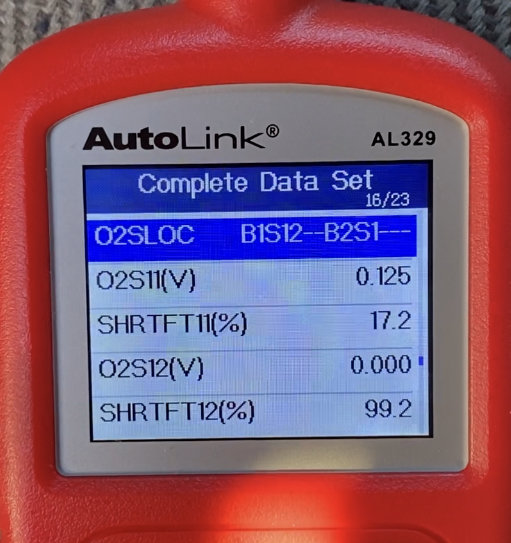 AutoLink® AL329
Complete Data Set
16/23
O2SLOC B1S12--B2S1---
O2S11(V) 0.125
SHRTFT11(%) 17.2
O2S12(V) 0.000
SHRTFT12(%) 99.2